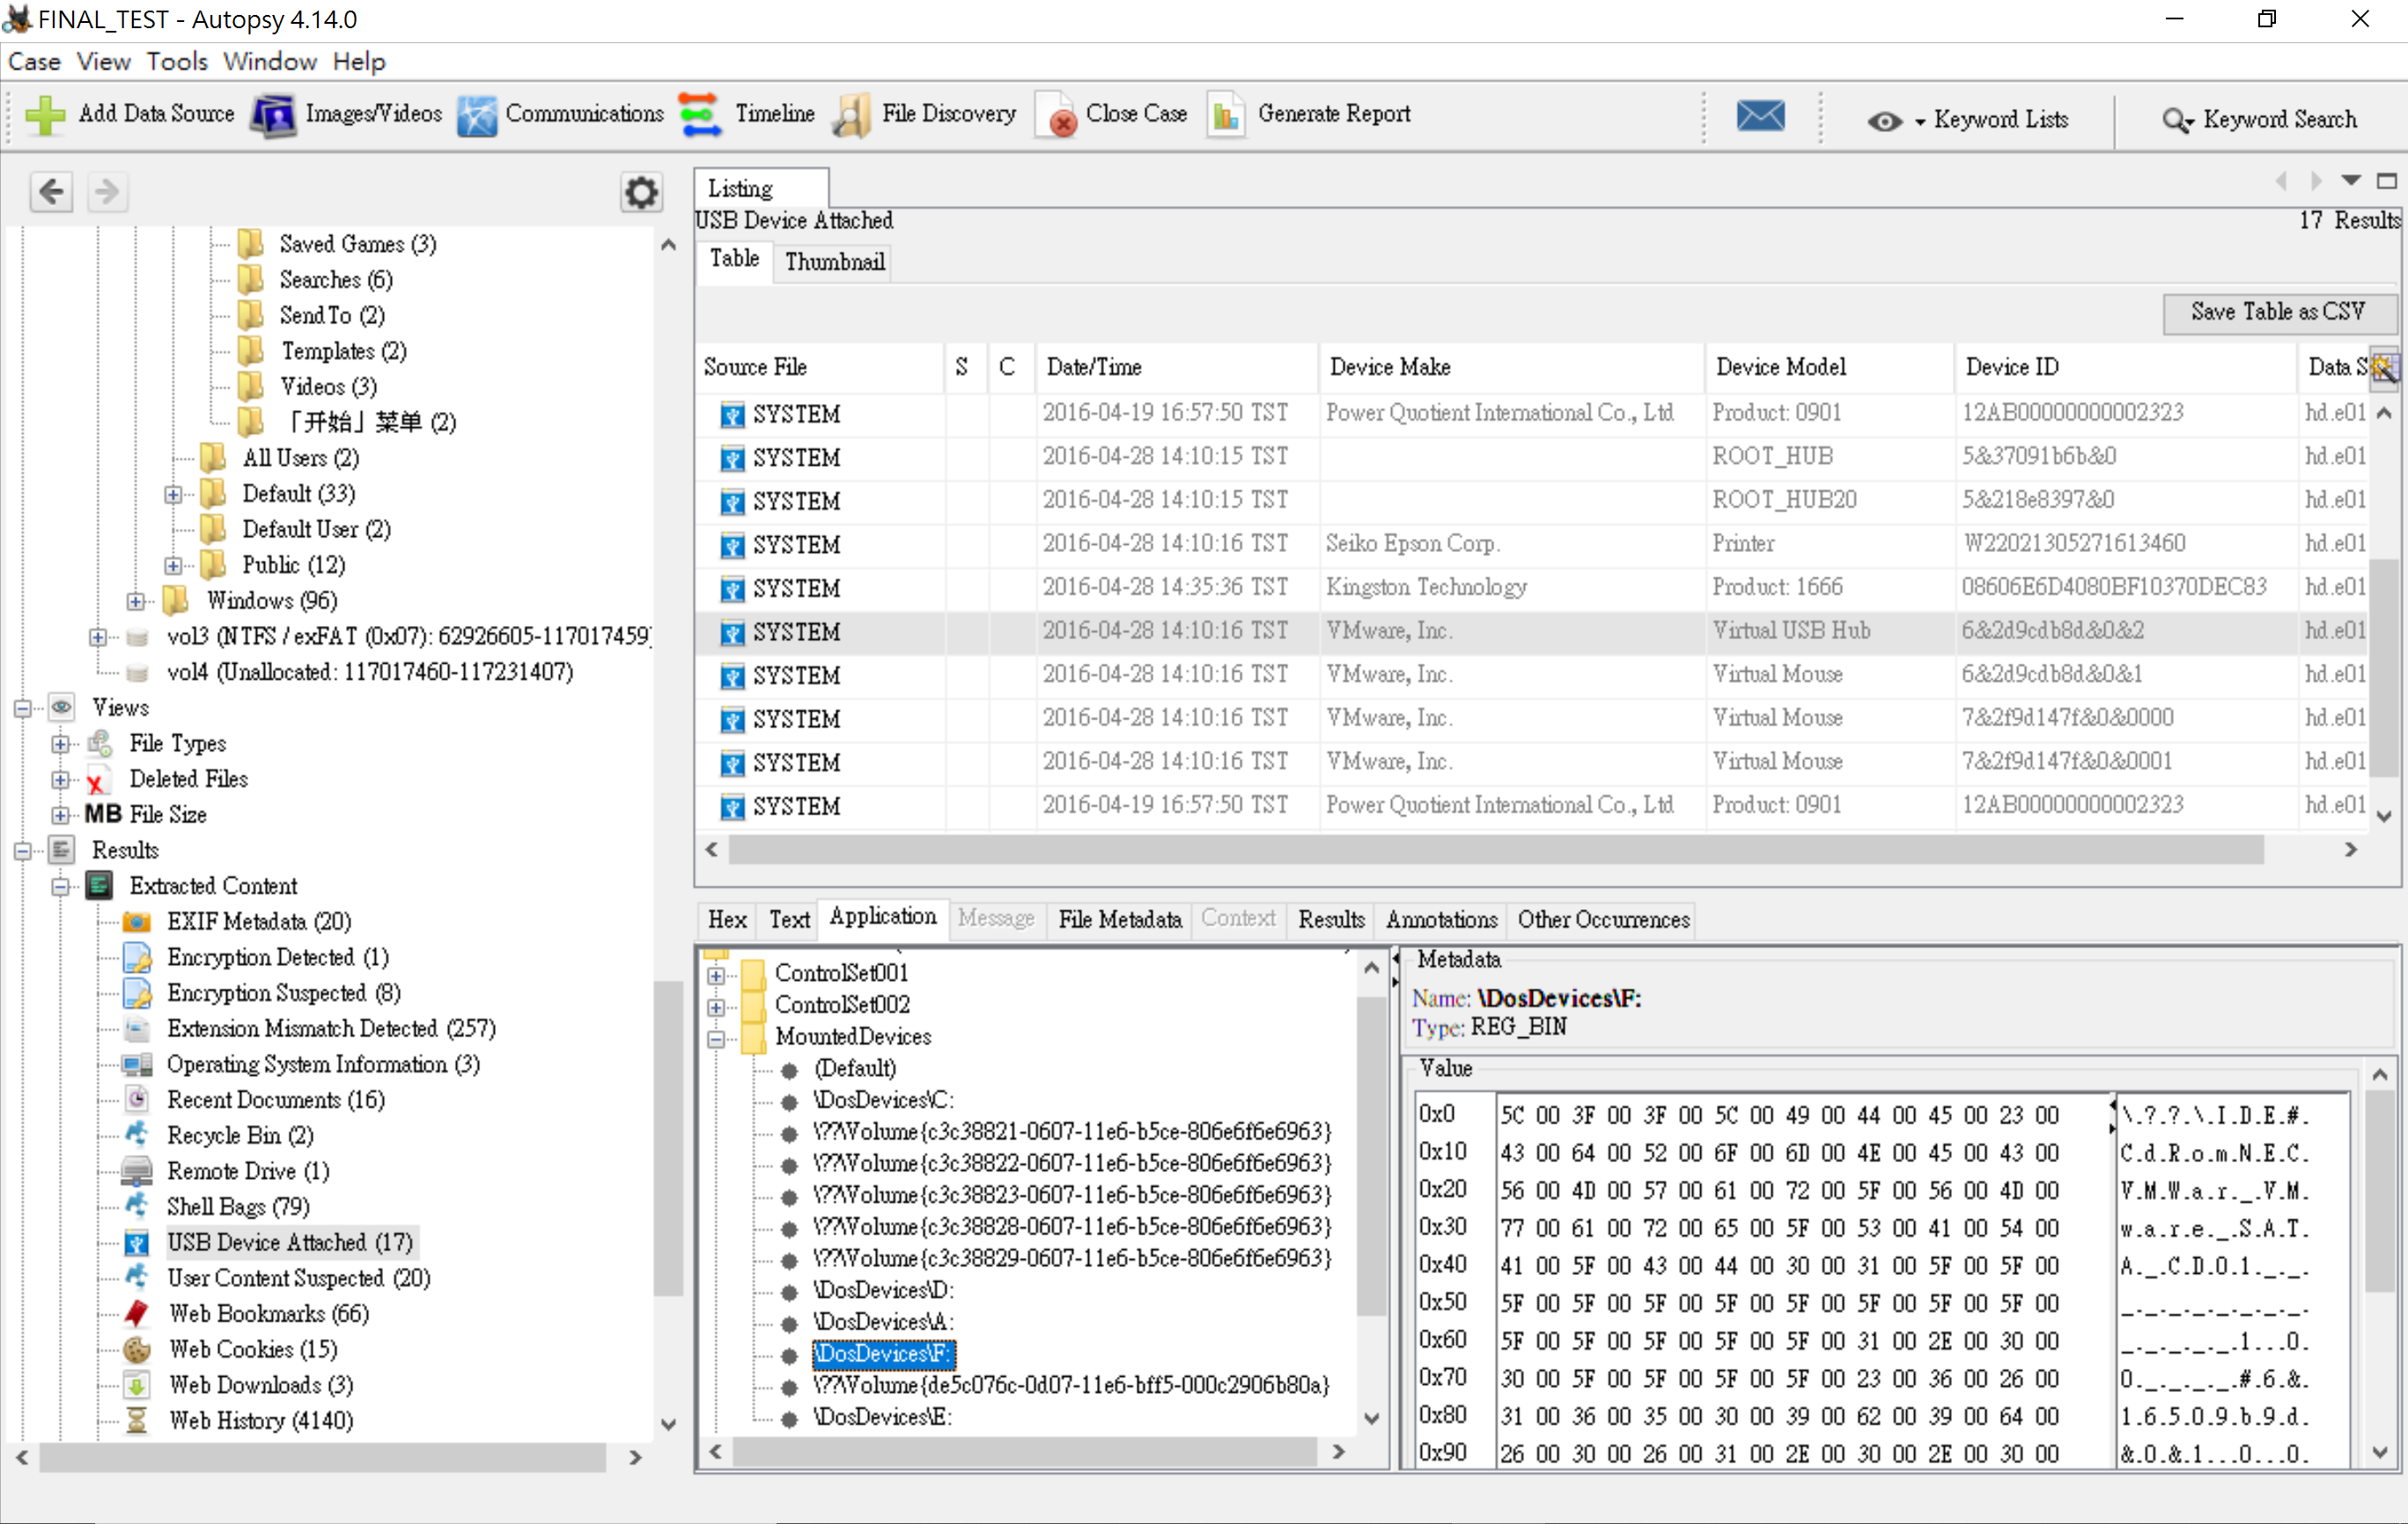 FINAL_TEST - Autopsy 4.14.0
Case View Tools Window Help
Add Data Source Images/Videos Communications Timeline File Discovery Close Case Generate Report Keyword Lists Keyword Search
Saved Games (3)
Searches (6)
SendTo (2)
Templates (2)
Videos (3)
「开始」菜单 (2)
All Users (2)
Default (33)
Default User (2)
Public (12)
Windows (96)
vol3 (NTFS / exFAT (0x07): 62926605-117017459)
vol4 (Unallocated: 117017460-117231407)
Views
File Types
Deleted Files
MB File Size
Results
Extracted Content
EXIF Metadata (20)
Encryption Detected (1)
Encryption Suspected (8)
Extension Mismatch Detected (257)
Operating System Information (3)
Recent Documents (16)
Recycle Bin (2)
Remote Drive (1)
Shell Bags (79)
USB Device Attached (17)
User Content Suspected (20)
Web Bookmarks (66)
Web Cookies (15)
Web Downloads (3)
Web History (4140)
Listing
USB Device Attached 17 Results
Table Thumbnail
Save Table as CSV
Source File S C Date/Time Device Make Device Model Device ID Data S
SYSTEM 2016-04-19 16:57:50 TST Power Quotient International Co., Ltd Product: 0901 12AB00000000002323 hd.e01
SYSTEM 2016-04-28 14:10:15 TST ROOT_HUB 5&37091b6b&0 hd.e01
SYSTEM 2016-04-28 14:10:15 TST ROOT_HUB20 5&218e8397&0 hd.e01
SYSTEM 2016-04-28 14:10:16 TST Seiko Epson Corp. Printer W22021305271613460 hd.e01
SYSTEM 2016-04-28 14:35:36 TST Kingston Technology Product: 1666 08606E6D4080BF10370DEC83 hd.e01
SYSTEM 2016-04-28 14:10:16 TST VMware, Inc. Virtual USB Hub 6&2d9cdb8d&0&2 hd.e01
SYSTEM 2016-04-28 14:10:16 TST VMware, Inc. Virtual Mouse 6&2d9cdb8d&0&1 hd.e01
SYSTEM 2016-04-28 14:10:16 TST VMware, Inc. Virtual Mouse 7&2f9d147f&0&0000 hd.e01
SYSTEM 2016-04-28 14:10:16 TST VMware, Inc. Virtual Mouse 7&2f9d147f&0&0001 hd.e01
SYSTEM 2016-04-19 16:57:50 TST Power Quotient International Co., Ltd Product: 0901 12AB00000000002323 hd.e01
Hex Text Application Message File Metadata Context Results Annotations Other Occurrences
ControlSet001
ControlSet002
MountedDevices
(Default)
\DosDevices\C:
\??\Volume{c3c38821-0607-11e6-b5ce-806e6f6e6963}
\??\Volume{c3c38822-0607-11e6-b5ce-806e6f6e6963}
\??\Volume{c3c38823-0607-11e6-b5ce-806e6f6e6963}
\??\Volume{c3c38828-0607-11e6-b5ce-806e6f6e6963}
\??\Volume{c3c38829-0607-11e6-b5ce-806e6f6e6963}
\DosDevices\D:
\DosDevices\A:
\DosDevices\F:
\??\Volume{de5c076c-0d07-11e6-bff5-000c2906b80a}
\DosDevices\E:
Metadata
Name: \DosDevices\F:
Type: REG_BIN
Value
0x0 5C 00 3F 00 3F 00 5C 00 49 00 44 00 45 00 23 00 \.?.?.\.I.D.E.#.
0x10 43 00 64 00 52 00 6F 00 6D 00 4E 00 45 00 43 00 C.d.R.o.m.N.E.C.
0x20 56 00 4D 00 57 00 61 00 72 00 5F 00 56 00 4D 00 V.M.W.a.r._.V.M.
0x30 77 00 61 00 72 00 65 00 5F 00 53 00 41 00 54 00 w.a.r.e._.S.A.T.
0x40 41 00 5F 00 43 00 44 00 30 00 31 00 5F 00 5F 00 A._.C.D.0.1._._.
0x50 5F 00 5F 00 5F 00 5F 00 5F 00 5F 00 5F 00 5F 00 _._._._._._._._.
0x60 5F 00 5F 00 5F 00 5F 00 5F 00 31 00 2E 00 30 00 _._._._._.1...0.
0x70 30 00 5F 00 5F 00 5F 00 5F 00 23 00 36 00 26 00 0._._._._.#.6.&.
0x80 31 00 36 00 35 00 30 00 39 00 62 00 39 00 64 00 1.6.5.0.9.b.9.d.
0x90 26 00 30 00 26 00 31 00 2E 00 30 00 2E 00 30 00 &.0.&.1...0...0.